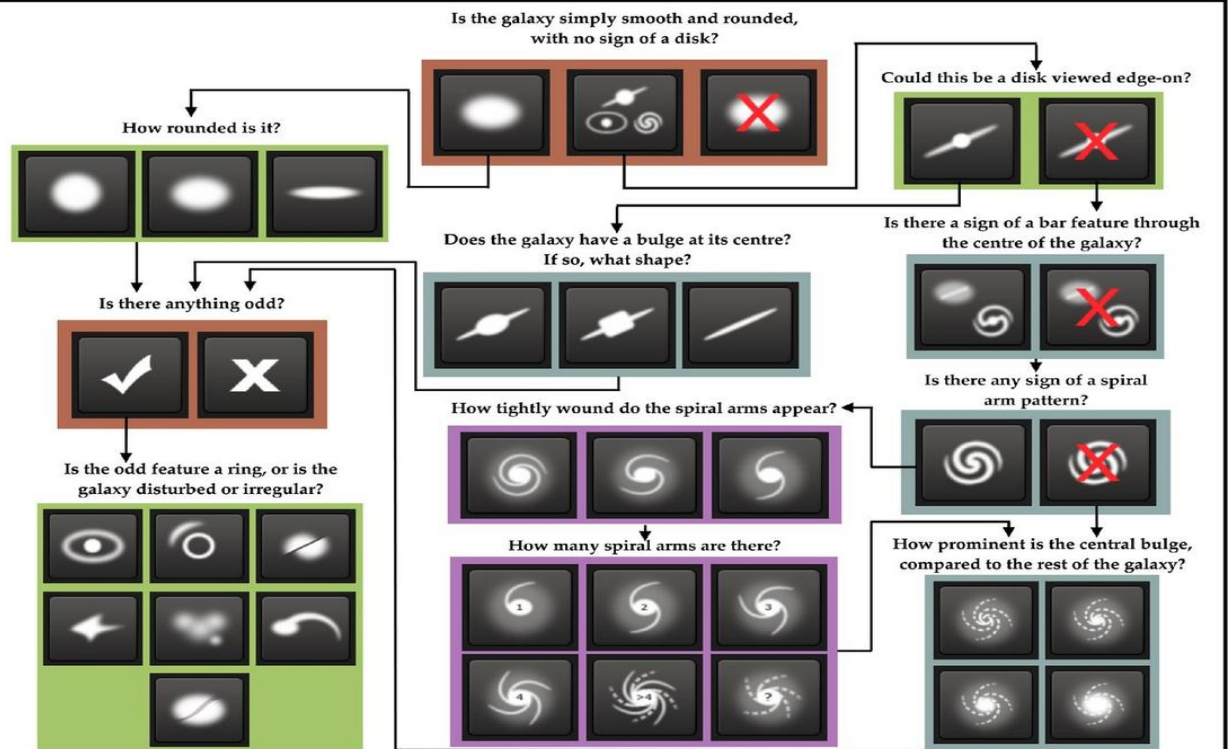 Is the galaxy simply smooth and rounded,
with no sign of a disk?
Could this be a disk viewed edge-on?
How rounded is it?
Is there a sign of a bar feature through
the centre of the galaxy?
Does the galaxy have a bulge at its centre?
If so, what shape?
Is there anything odd?
Is there any sign of a spiral
arm pattern?
How tightly wound do the spiral arms appear?
Is the odd feature a ring, or is the
galaxy disturbed or irregular?
How many spiral arms are there?
How prominent is the central bulge,
compared to the rest of the galaxy?
1
2
3
4
>4
?